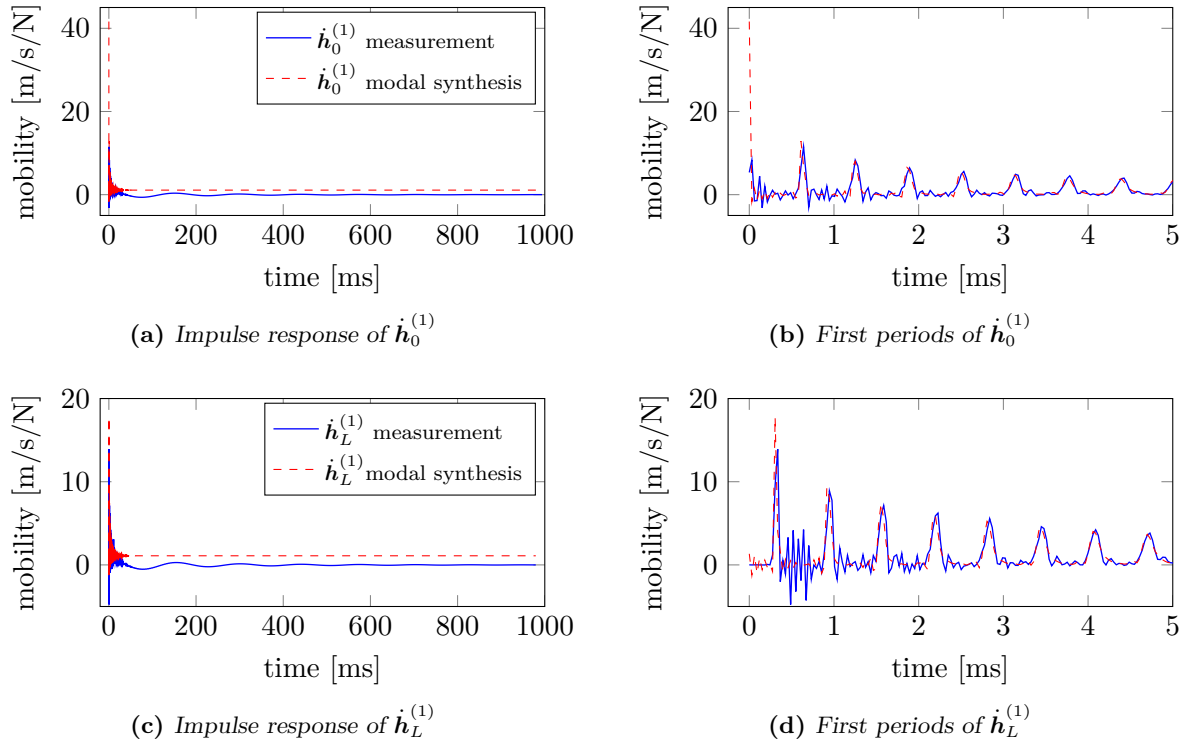 mobility [m/s/N]
40
20
0
ḣ₀⁽¹⁾ measurement
ḣ₀⁽¹⁾ modal synthesis
0 200 400 600 800 1000
time [ms]
(a) Impulse response of ḣ₀⁽¹⁾
mobility [m/s/N]
40
20
0
0 1 2 3 4 5
time [ms]
(b) First periods of ḣ₀⁽¹⁾
mobility [m/s/N]
20
10
0
ḣ_L⁽¹⁾ measurement
ḣ_L⁽¹⁾ modal synthesis
0 200 400 600 800 1000
time [ms]
(c) Impulse response of ḣ_L⁽¹⁾
mobility [m/s/N]
20
10
0
0 1 2 3 4 5
time [ms]
(d) First periods of ḣ_L⁽¹⁾